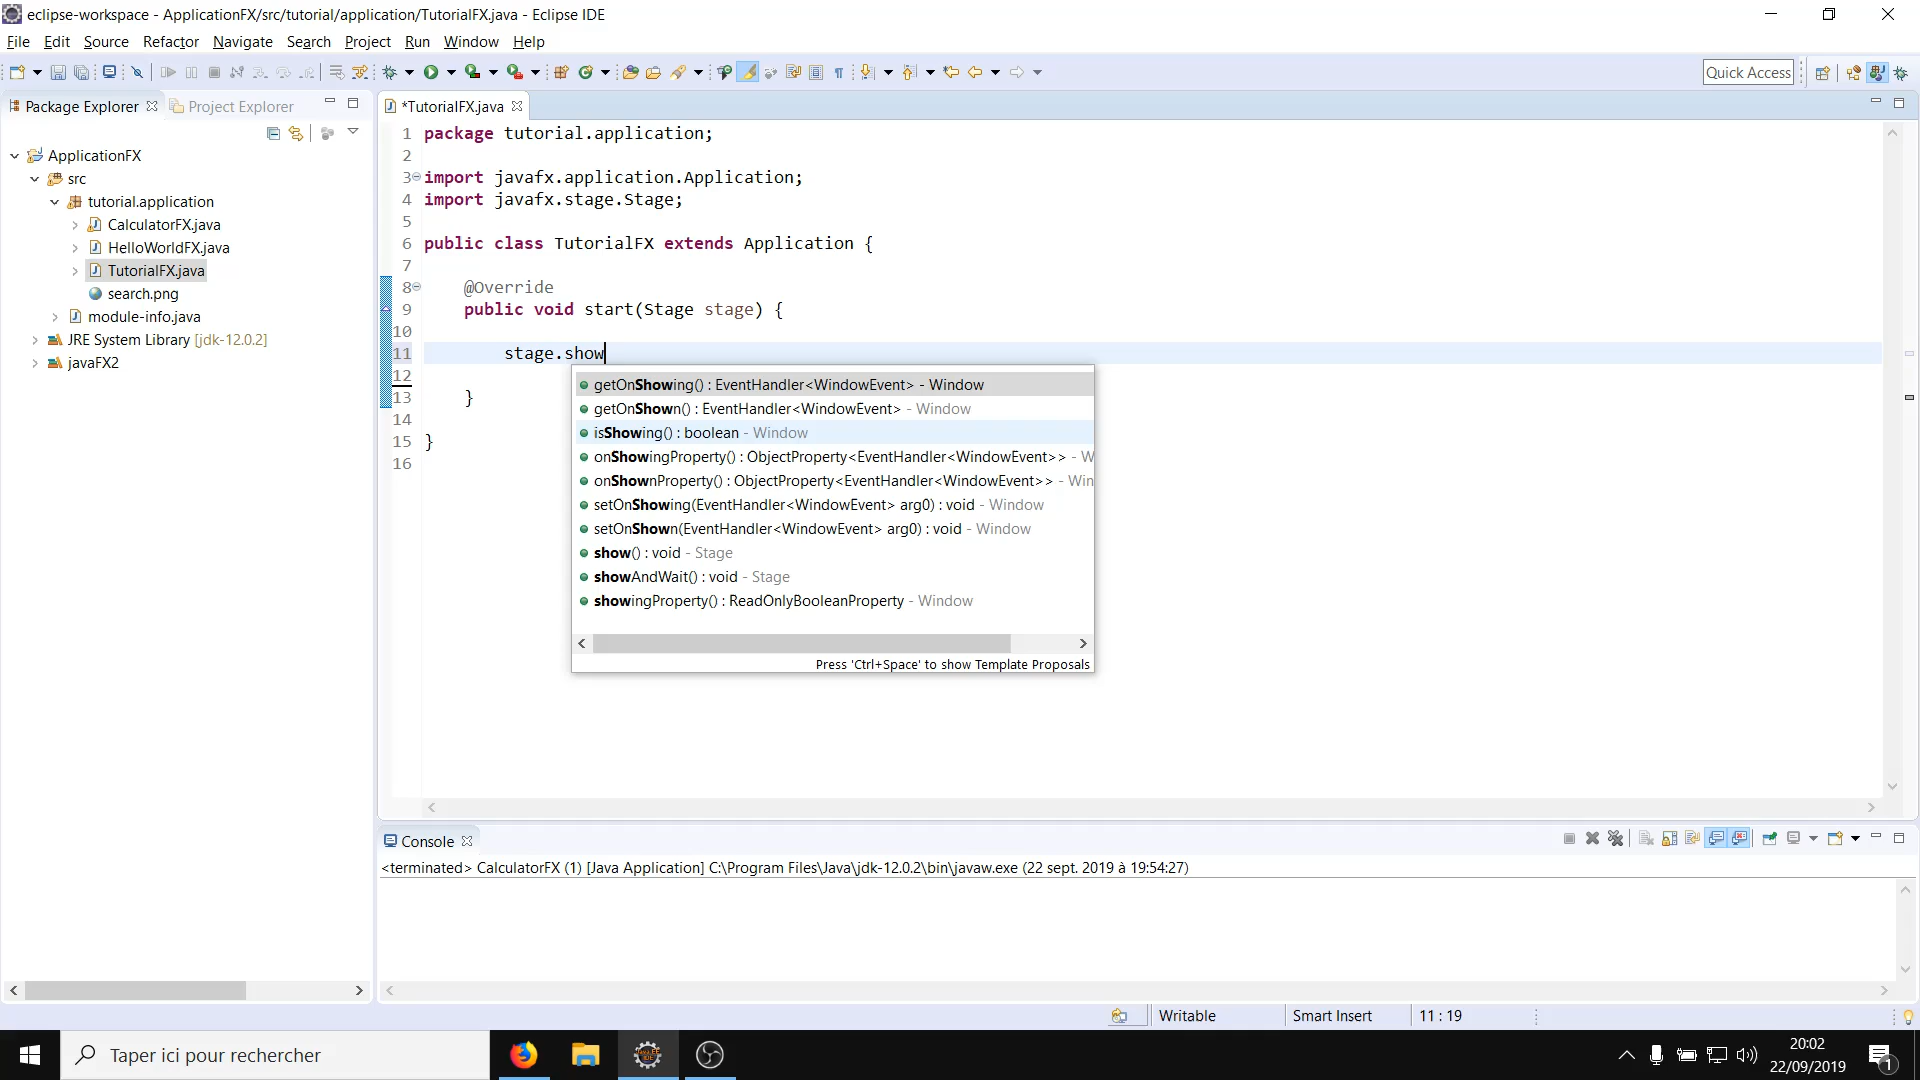 eclipse-workspace - ApplicationFX/src/tutorial/application/TutorialFX.java - Eclipse IDE
File Edit Source Refactor Navigate Search Project Run Window Help
Quick Access
Package Explorer Project Explorer
ApplicationFX
src
tutorial.application
CalculatorFX.java
HelloWorldFX.java
TutorialFX.java
search.png
module-info.java
JRE System Library [jdk-12.0.2]
javaFX2
*TutorialFX.java
1 package tutorial.application;
2
3 import javafx.application.Application;
4 import javafx.stage.Stage;
5
6 public class TutorialFX extends Application {
7
8 @Override
9 public void start(Stage stage) {
10
11 stage.show
12
13 }
14
15 }
16
getOnShowing() : EventHandler<WindowEvent> - Window
getOnShown() : EventHandler<WindowEvent> - Window
isShowing() : boolean - Window
onShowingProperty() : ObjectProperty<EventHandler<WindowEvent>> - W
onShownProperty() : ObjectProperty<EventHandler<WindowEvent>> - Win
setOnShowing(EventHandler<WindowEvent> arg0) : void - Window
setOnShown(EventHandler<WindowEvent> arg0) : void - Window
show() : void - Stage
showAndWait() : void - Stage
showingProperty() : ReadOnlyBooleanProperty - Window
Press 'Ctrl+Space' to show Template Proposals
Console
<terminated> CalculatorFX (1) [Java Application] C:\Program Files\Java\jdk-12.0.2\bin\javaw.exe (22 sept. 2019 à 19:54:27)
Writable Smart Insert 11 : 19
Taper ici pour rechercher
20:02
22/09/2019
1